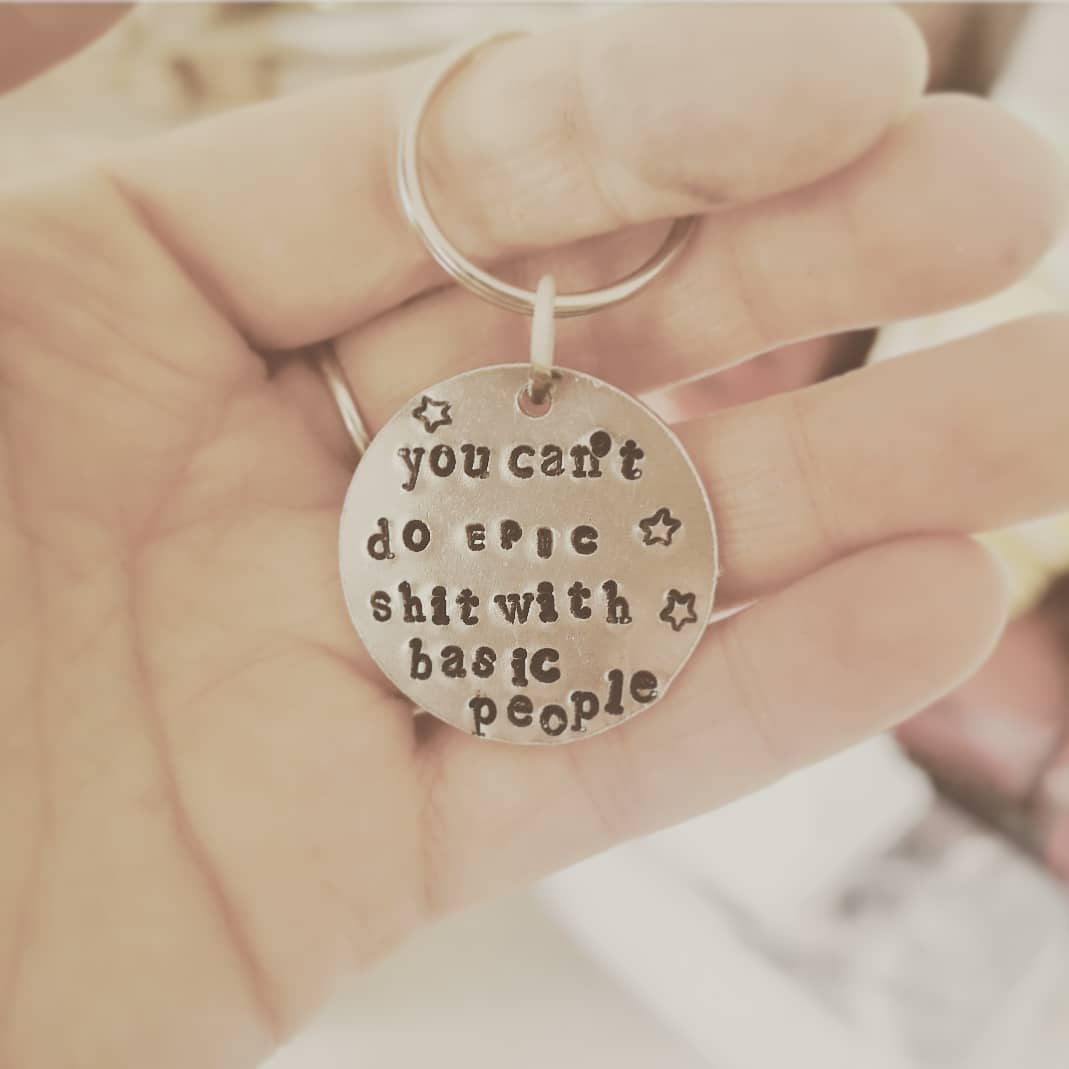 you can't
do EPIC
shit with
basic
people